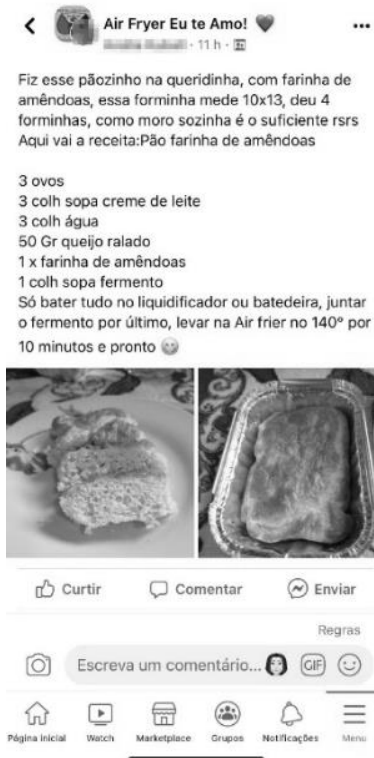 Air Fryer Eu te Amo!
· 11 h ·
Fiz esse pãozinho na queridinha, com farinha de
amêndoas, essa forminha mede 10x13, deu 4
forminhas, como moro sozinha é o suficiente rsrs
Aqui vai a receita:Pão farinha de amêndoas
3 ovos
3 colh sopa creme de leite
3 colh água
50 Gr queijo ralado
1 x farinha de amêndoas
1 colh sopa fermento
Só bater tudo no liquidificador ou batedeira, juntar
o fermento por último, levar na Air frier no 140º por
10 minutos e pronto
Curtir Comentar Enviar
Regras
Escreva um comentário... GIF
Página inicial Watch Marketplace Grupos Notificações Menu